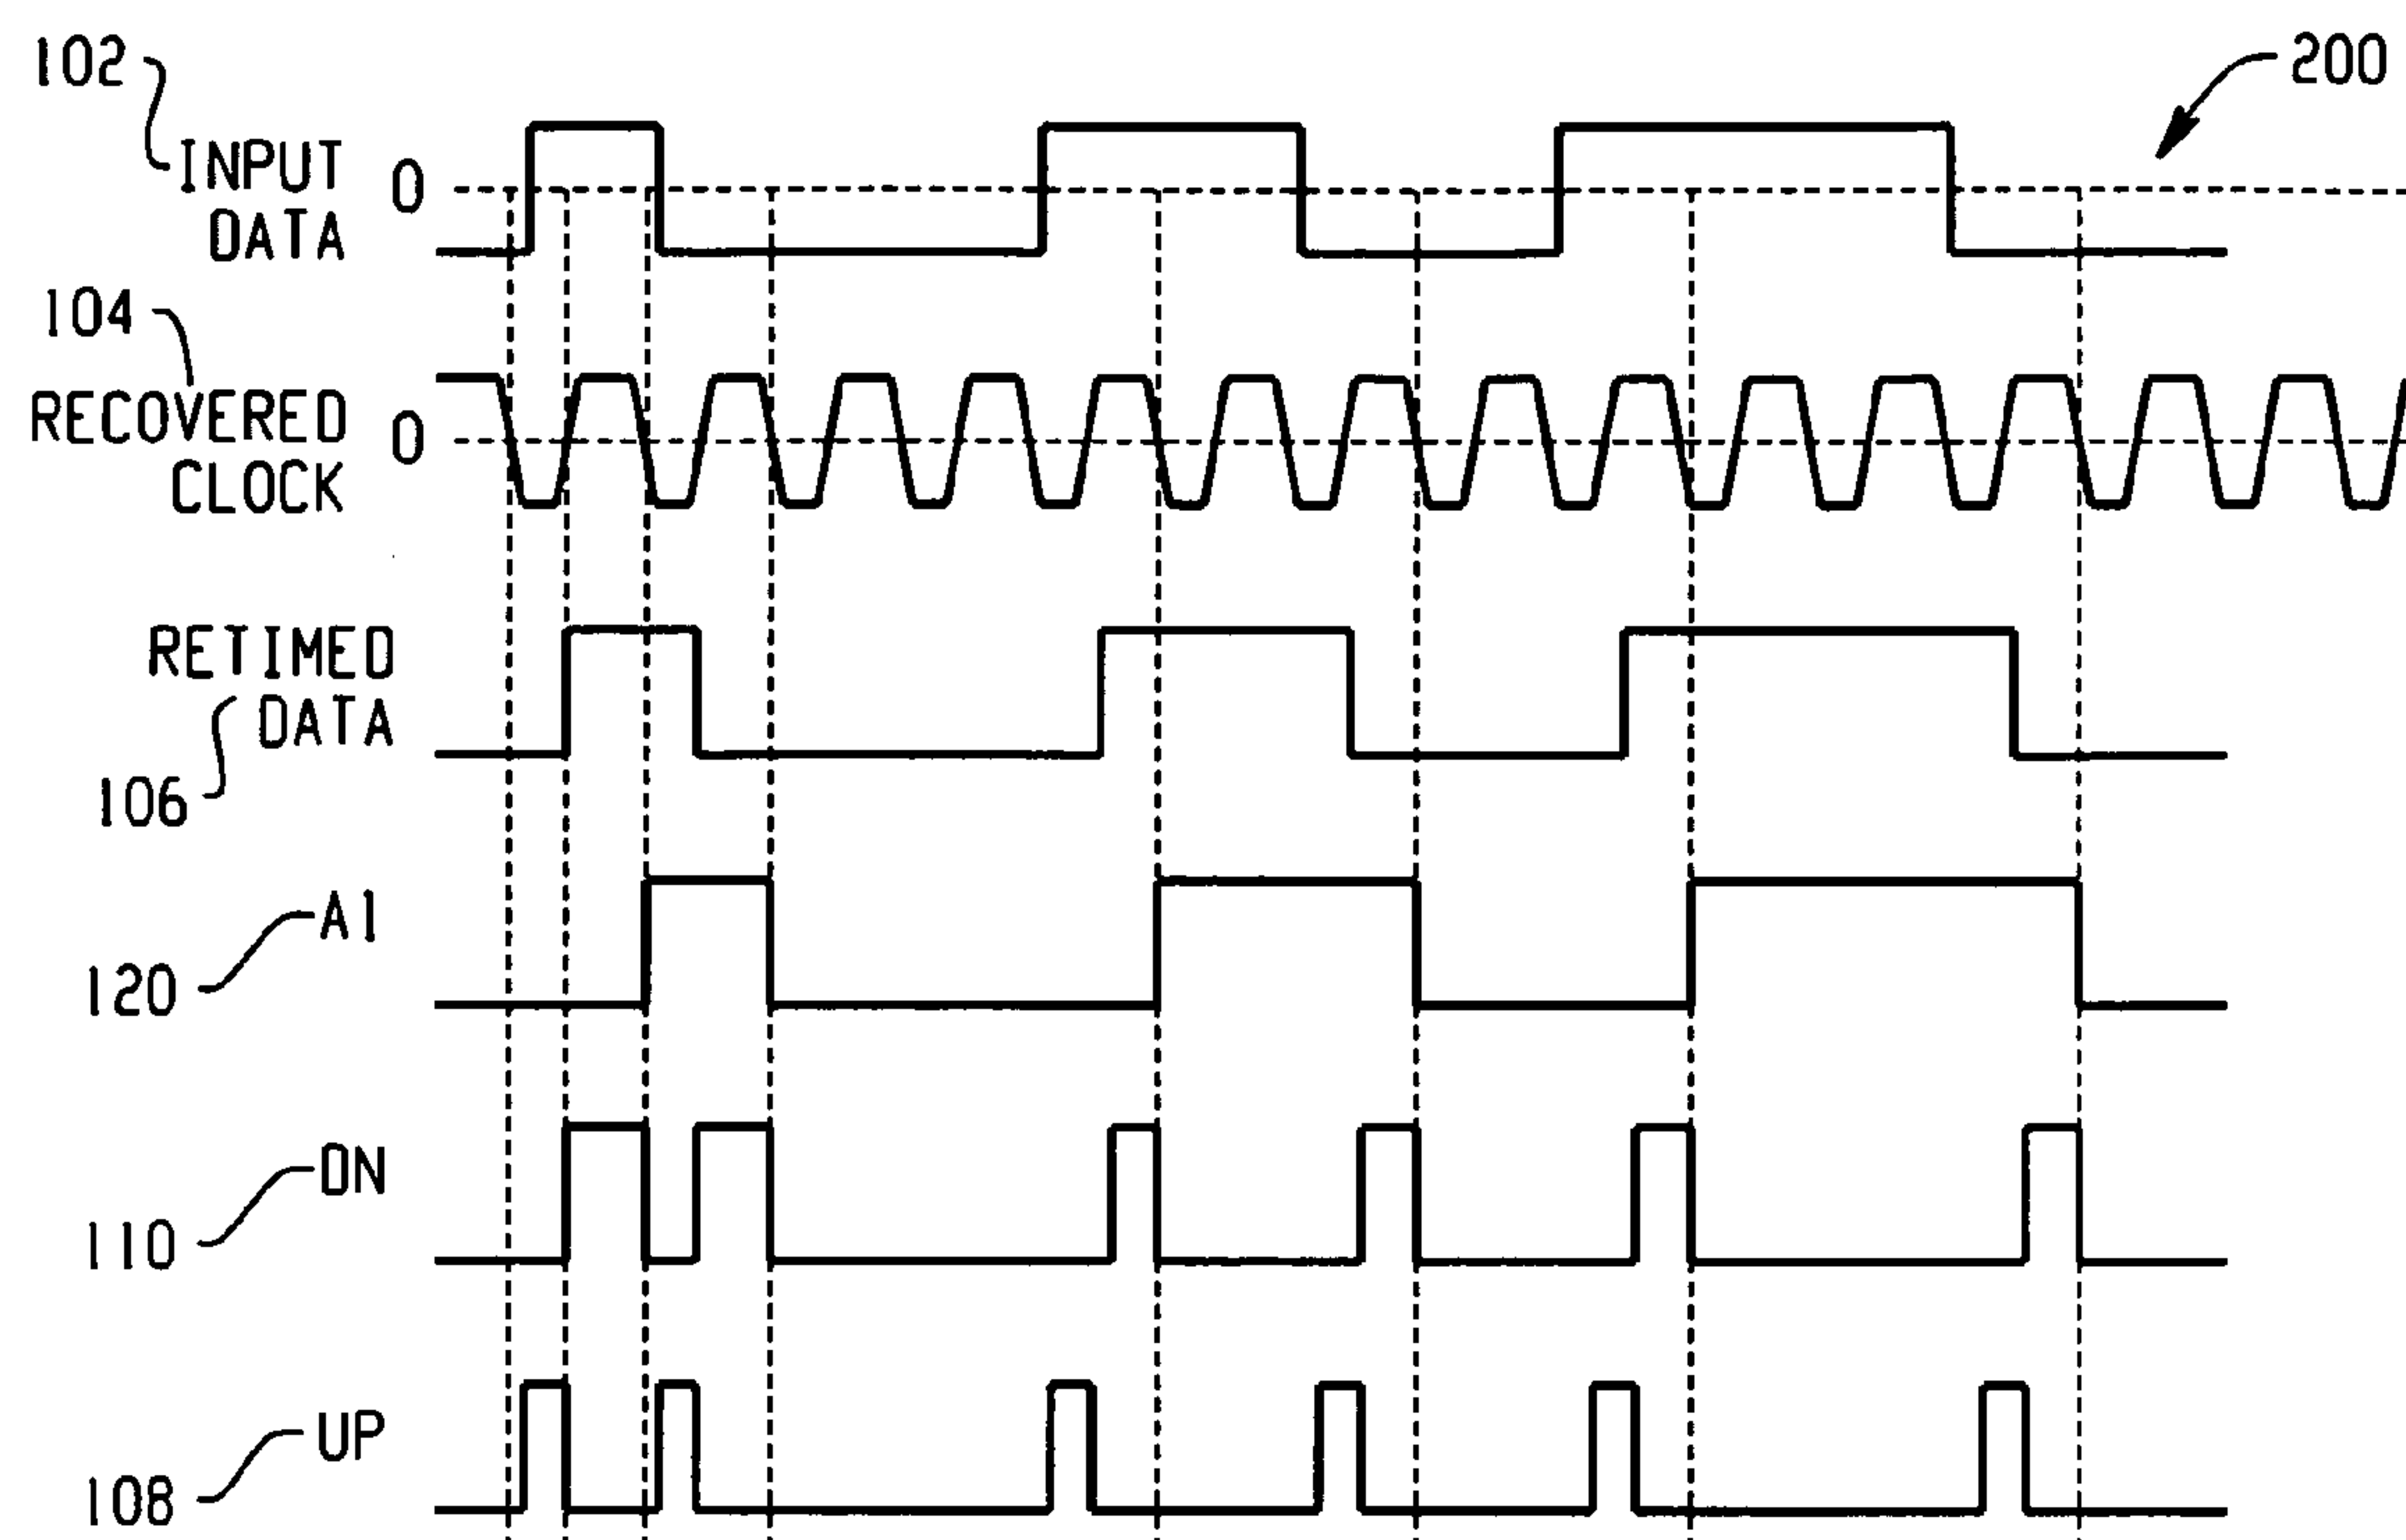 102
200
INPUT
DATA
0
104
RECOVERED
CLOCK
0
RETIMED
DATA
106
A1
120
DN
110
UP
108